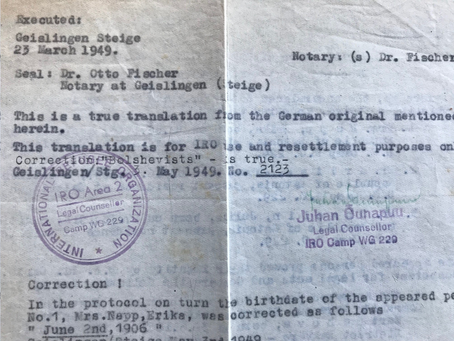 Executed:
Geislingen Steige
23 March 1949.
Notary: (s) Dr. Fischer
Seal: Dr. Otto Fischer
Notary at Geislingen (Steige)
This is a true translation from the German original mentioned
herein.
This translation is for IRO use and resettlement purposes on
Correction "Bolshevists" - is true.-
Geislingen/Stg., . May 1949. No. 2123
INTERNATIONAL ORGANIZATION
IRO Area 2
Legal Counsellor
Camp WG 229
Juhan Õunapuu
Legal Counsellor
IRO Camp WG 229
Correction !
In the protocol on turn the birthdate of the appeared pe
No.1, Mrs.Nepp,Erika, was corrected as follows
" June 2nd,1906 "